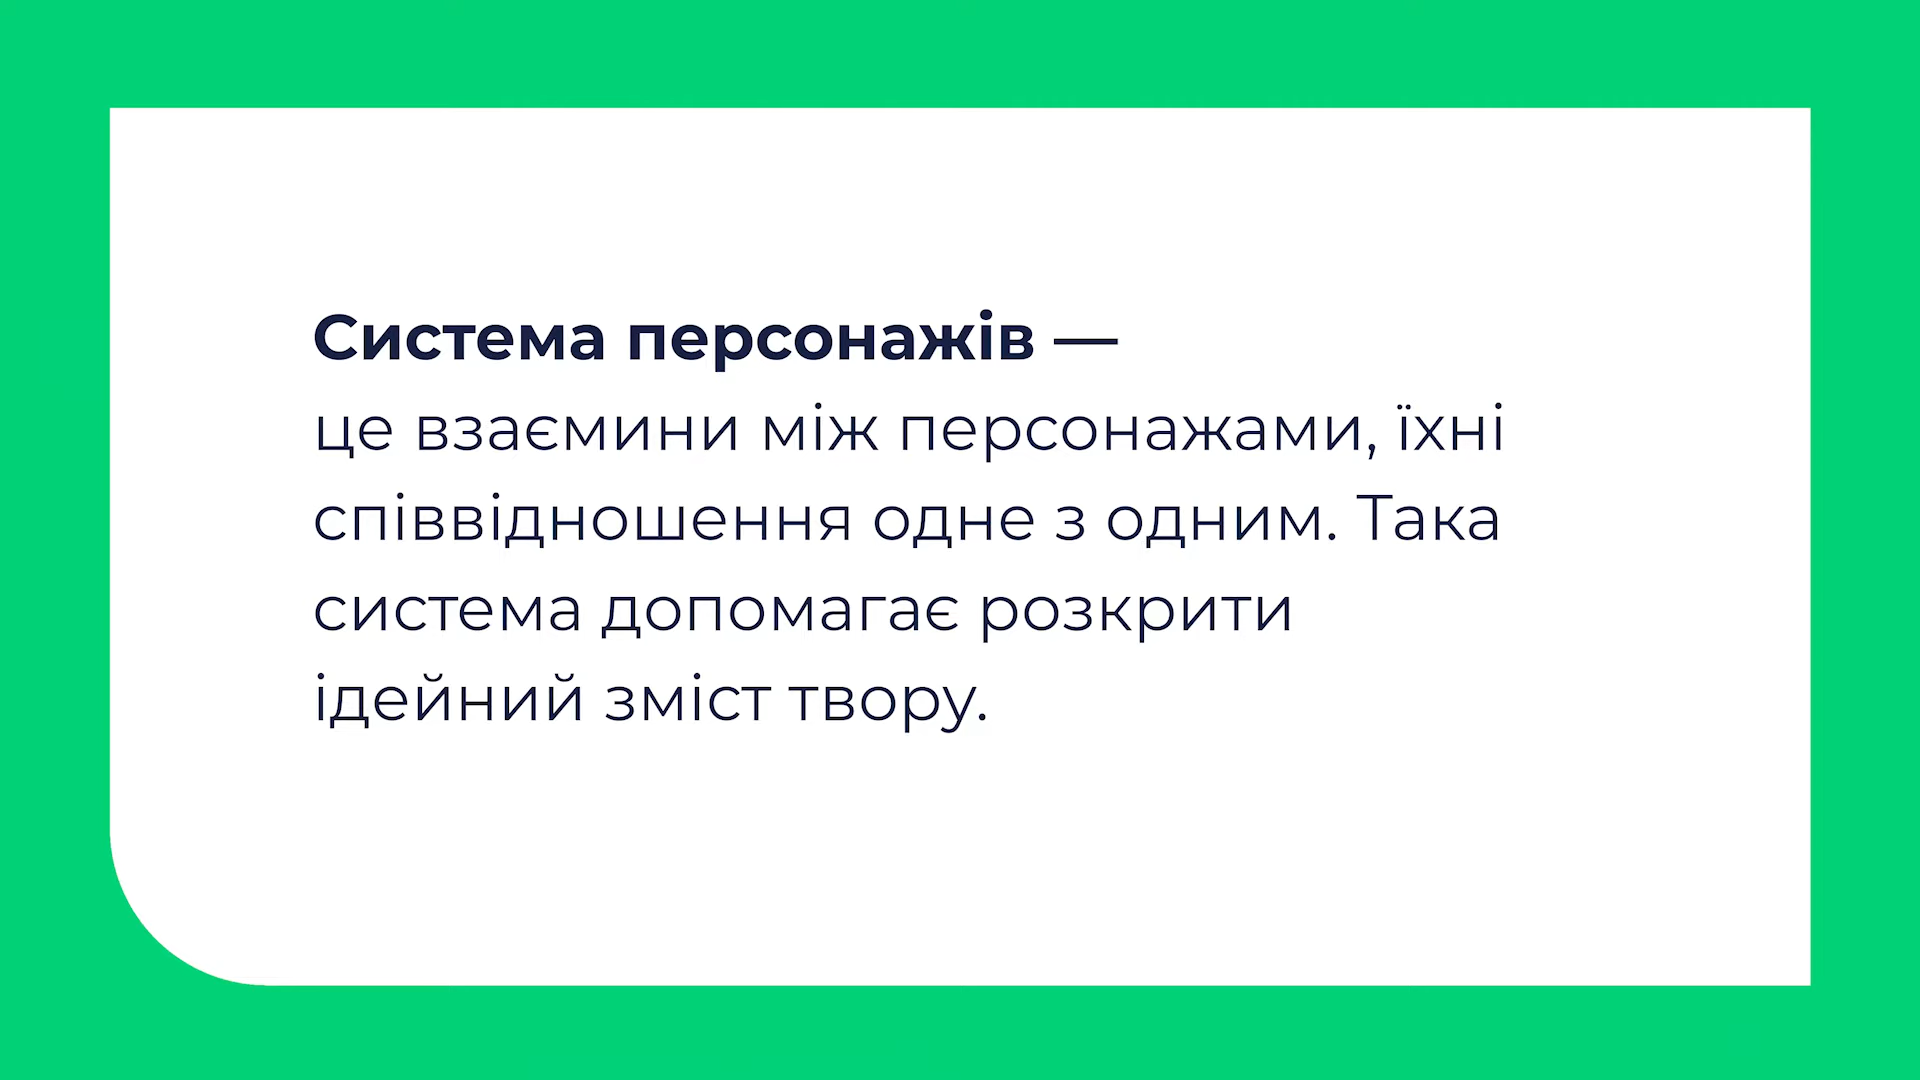 Система персонажів —
це взаємини між персонажами, їхні
співвідношення одне з одним. Така
система допомагає розкрити
ідейний зміст твору.